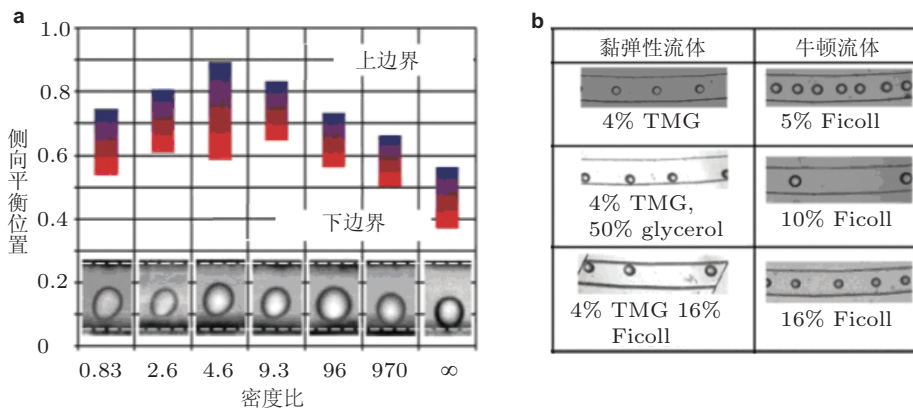 a
1.0
0.8
0.6
0.4
0.2
0
侧向平衡位置
上边界
下边界
0.83 2.6 4.6 9.3 96 970 ∞
密度比
b
黏弹性流体 牛顿流体
4% TMG 5% Ficoll
4% TMG,
50% glycerol
10% Ficoll
4% TMG 16%
Ficoll
16% Ficoll